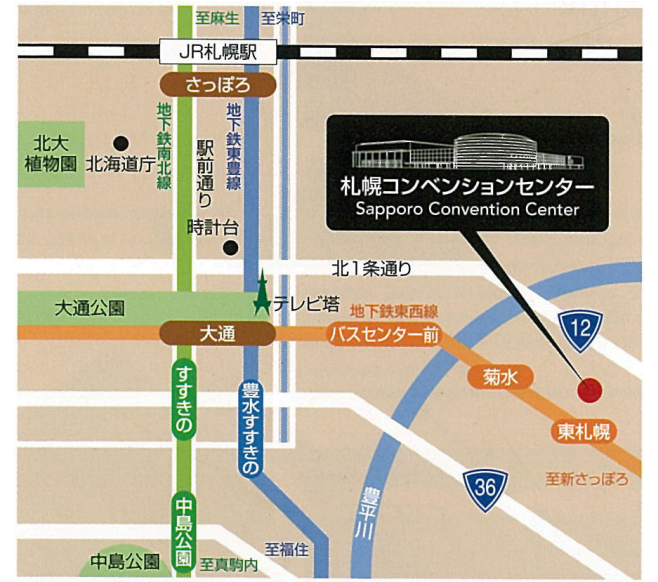 至麻生
至栄町
JR札幌駅
さっぽろ
地下鉄南北線
駅前通り
地下鉄東豊線
北大
植物園
北海道庁
時計台
札幌コンベンションセンター
Sapporo Convention Center
北1条通り
大通公園
テレビ塔
地下鉄東西線
12
大通
バスセンター前
菊水
すすきの
豊水すすきの
東札幌
36
至新さっぽろ
豊平川
中島公園
中島公園
至真駒内
至福住